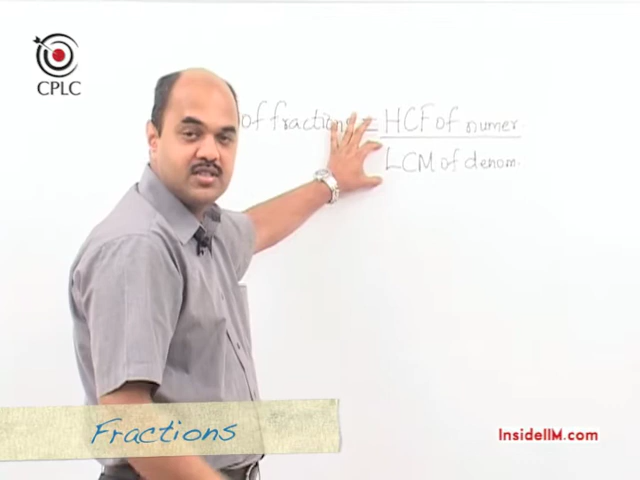 CPLC
of fractions = HCF of numer.
LCM of denom.
Fractions
InsideIIM.com